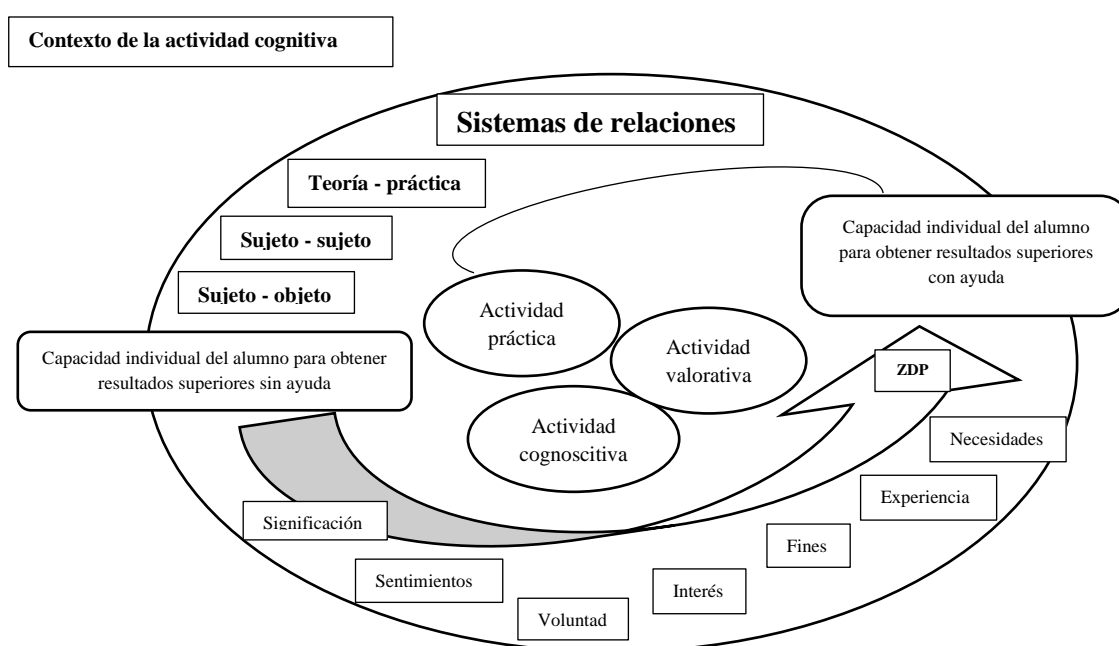 Contexto de la actividad cognitiva
Sistemas de relaciones
Teoría - práctica
Sujeto - sujeto
Sujeto - objeto
Capacidad individual del alumno
para obtener resultados superiores
con ayuda
Capacidad individual del alumno para obtener
resultados superiores sin ayuda
Actividad
práctica
Actividad
valorativa
Actividad
cognoscitiva
ZDP
Necesidades
Experiencia
Fines
Interés
Voluntad
Sentimientos
Significación